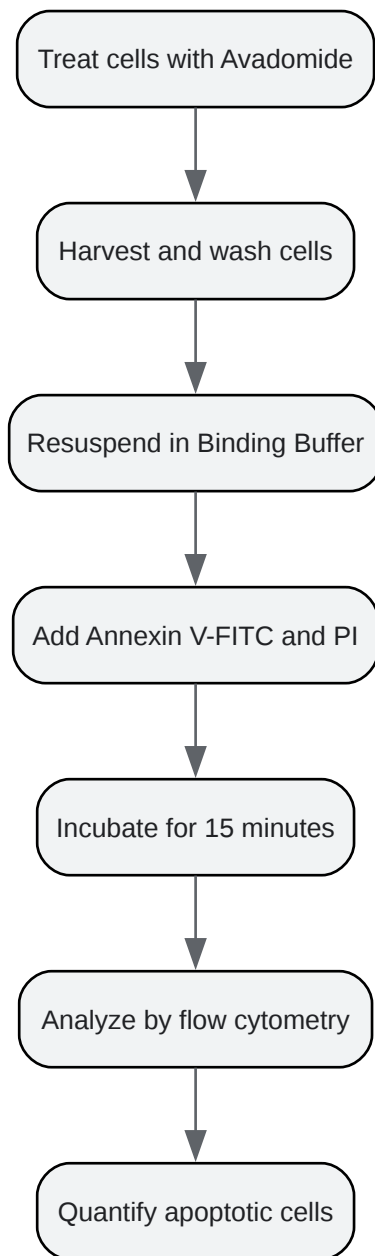 Treat cells with Avadomide
Harvest and wash cells
Resuspend in Binding Buffer
Add Annexin V-FITC and PI
Incubate for 15 minutes
Analyze by flow cytometry
Quantify apoptotic cells